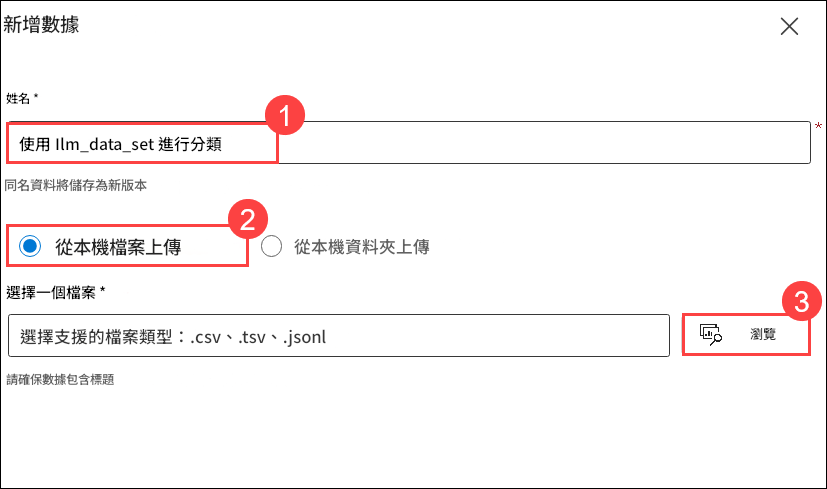 新增數據
姓名 *
1
使用 Ilm_data_set 進行分類
*
同名資料將儲存為新版本
2
從本機檔案上傳
從本機資料夾上傳
選擇一個檔案 *
3
選擇支援的檔案類型：.csv、.tsv、.jsonl
瀏覽
請確保數據包含標題